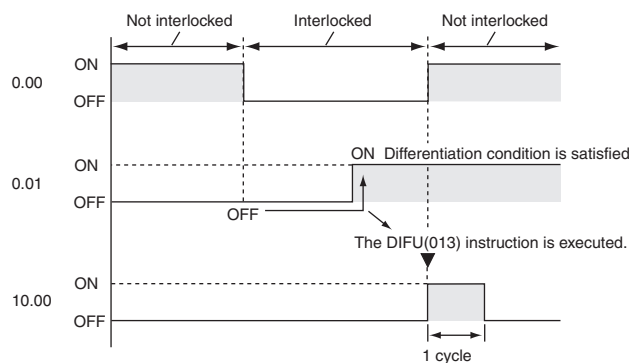 Not interlocked Interlocked Not interlocked
ON
0.00
OFF
ON Differentiation condition is satisfied
ON
0.01
OFF
OFF
The DIFU(013) instruction is executed.
ON
10.00
OFF
1 cycle